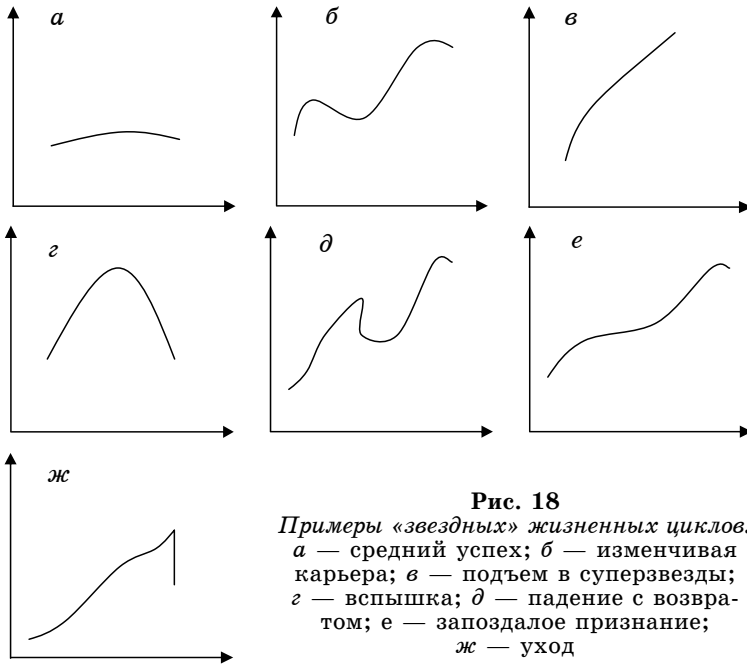 а
б
в
г
д
е
ж
Рис. 18
Примеры «звездных» жизненных циклов:
а — средний успех; б — изменчивая
карьера; в — подъем в суперзвезды;
г — вспышка; д — падение с возвра-
том; е — запоздалое признание;
ж — уход